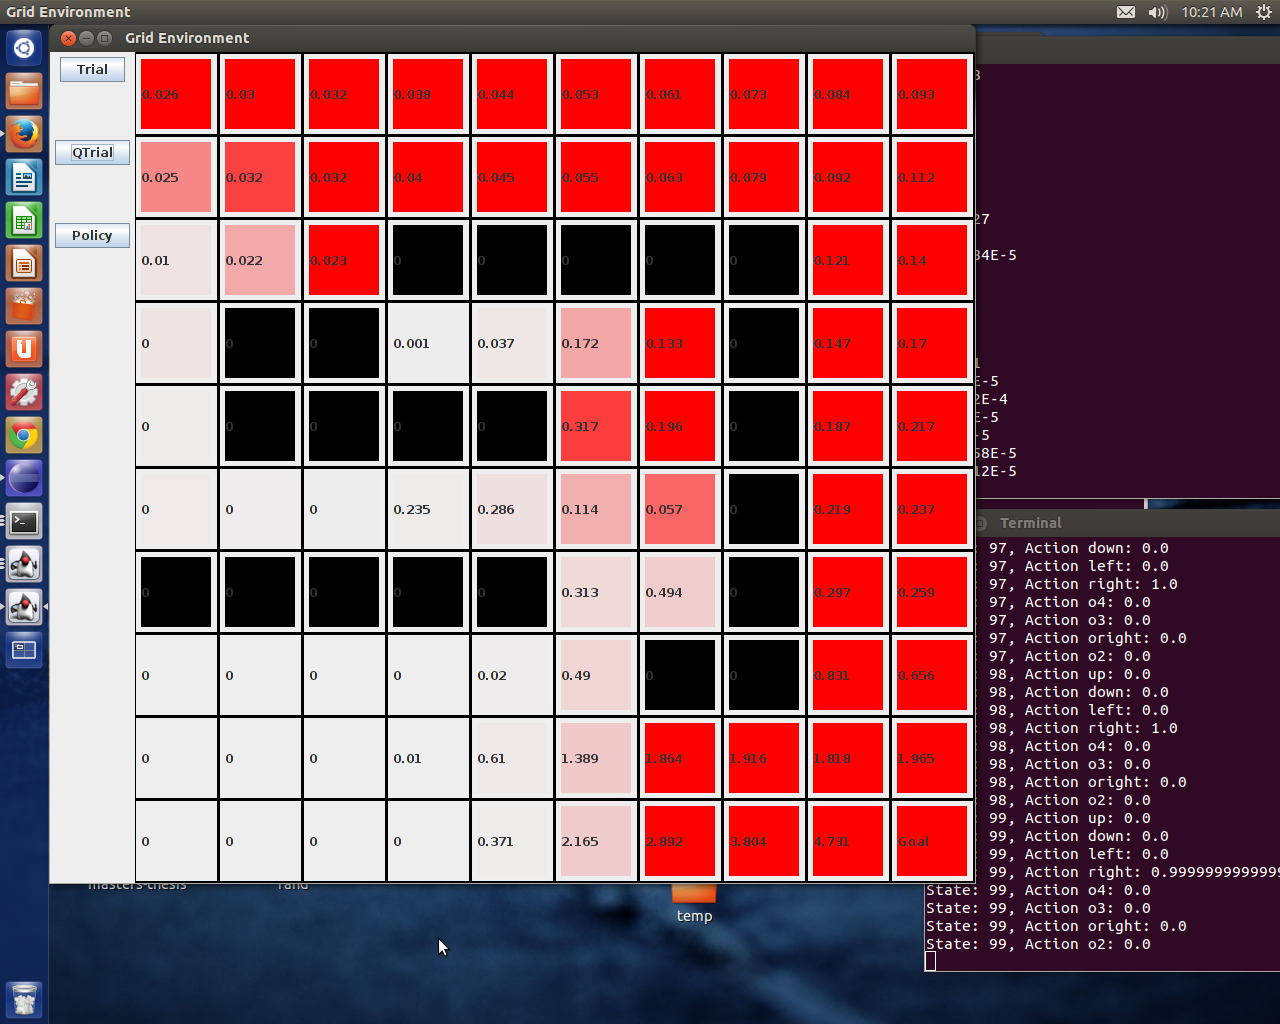 Grid Environment
10:21 AM
Grid Environment
Trial
0.026 0.03 0.032 0.038 0.044 0.053 0.061 0.073 0.084 0.093
QTrial
0.025 0.032 0.032 0.04 0.045 0.055 0.063 0.079 0.092 0.112
Policy
0.01 0.022 0.023 0 0 0 0 0 0.121 0.14
0 0 0 0.001 0.037 0.172 0.133 0 0.147 0.17
0 0 0 0 0 0.317 0.196 0 0.187 0.217
0 0 0 0.235 0.286 0.114 0.057 0 0.219 0.237
0 0 0 0 0 0.313 0.494 0 0.297 0.259
0 0 0 0 0.02 0.49 0 0 0.831 0.656
0 0 0 0.01 0.61 1.389 1.864 1.916 1.818 1.965
0 0 0 0 0.371 2.165 2.892 3.804 4.731 Goal
27
34E-5
E-5
2E-4
E-5
-5
58E-5
12E-5
Terminal
97, Action down: 0.0
97, Action left: 0.0
97, Action right: 1.0
97, Action o4: 0.0
97, Action o3: 0.0
97, Action oright: 0.0
97, Action o2: 0.0
98, Action up: 0.0
98, Action down: 0.0
98, Action left: 0.0
98, Action right: 1.0
98, Action o4: 0.0
98, Action o3: 0.0
98, Action oright: 0.0
98, Action o2: 0.0
99, Action up: 0.0
99, Action down: 0.0
99, Action left: 0.0
99, Action right: 0.9999999999999
State: 99, Action o4: 0.0
State: 99, Action o3: 0.0
State: 99, Action oright: 0.0
State: 99, Action o2: 0.0
masters-thesis
rand
temp